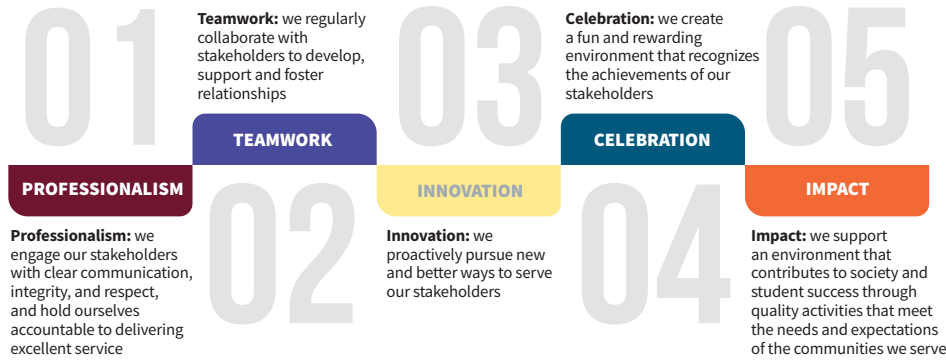 01
PROFESSIONALISM
Professionalism: we
engage our stakeholders
with clear communication,
integrity, and respect,
and hold ourselves
accountable to delivering
excellent service
Teamwork: we regularly
collaborate with
stakeholders to develop,
support and foster
relationships
TEAMWORK
02
03
INNOVATION
Innovation: we
proactively pursue new
and better ways to serve
our stakeholders
Celebration: we create
a fun and rewarding
environment that recognizes
the achievements of our
stakeholders
CELEBRATION
04
05
IMPACT
Impact: we support
an environment that
contributes to society and
student success through
quality activities that meet
the needs and expectations
of the communities we serve